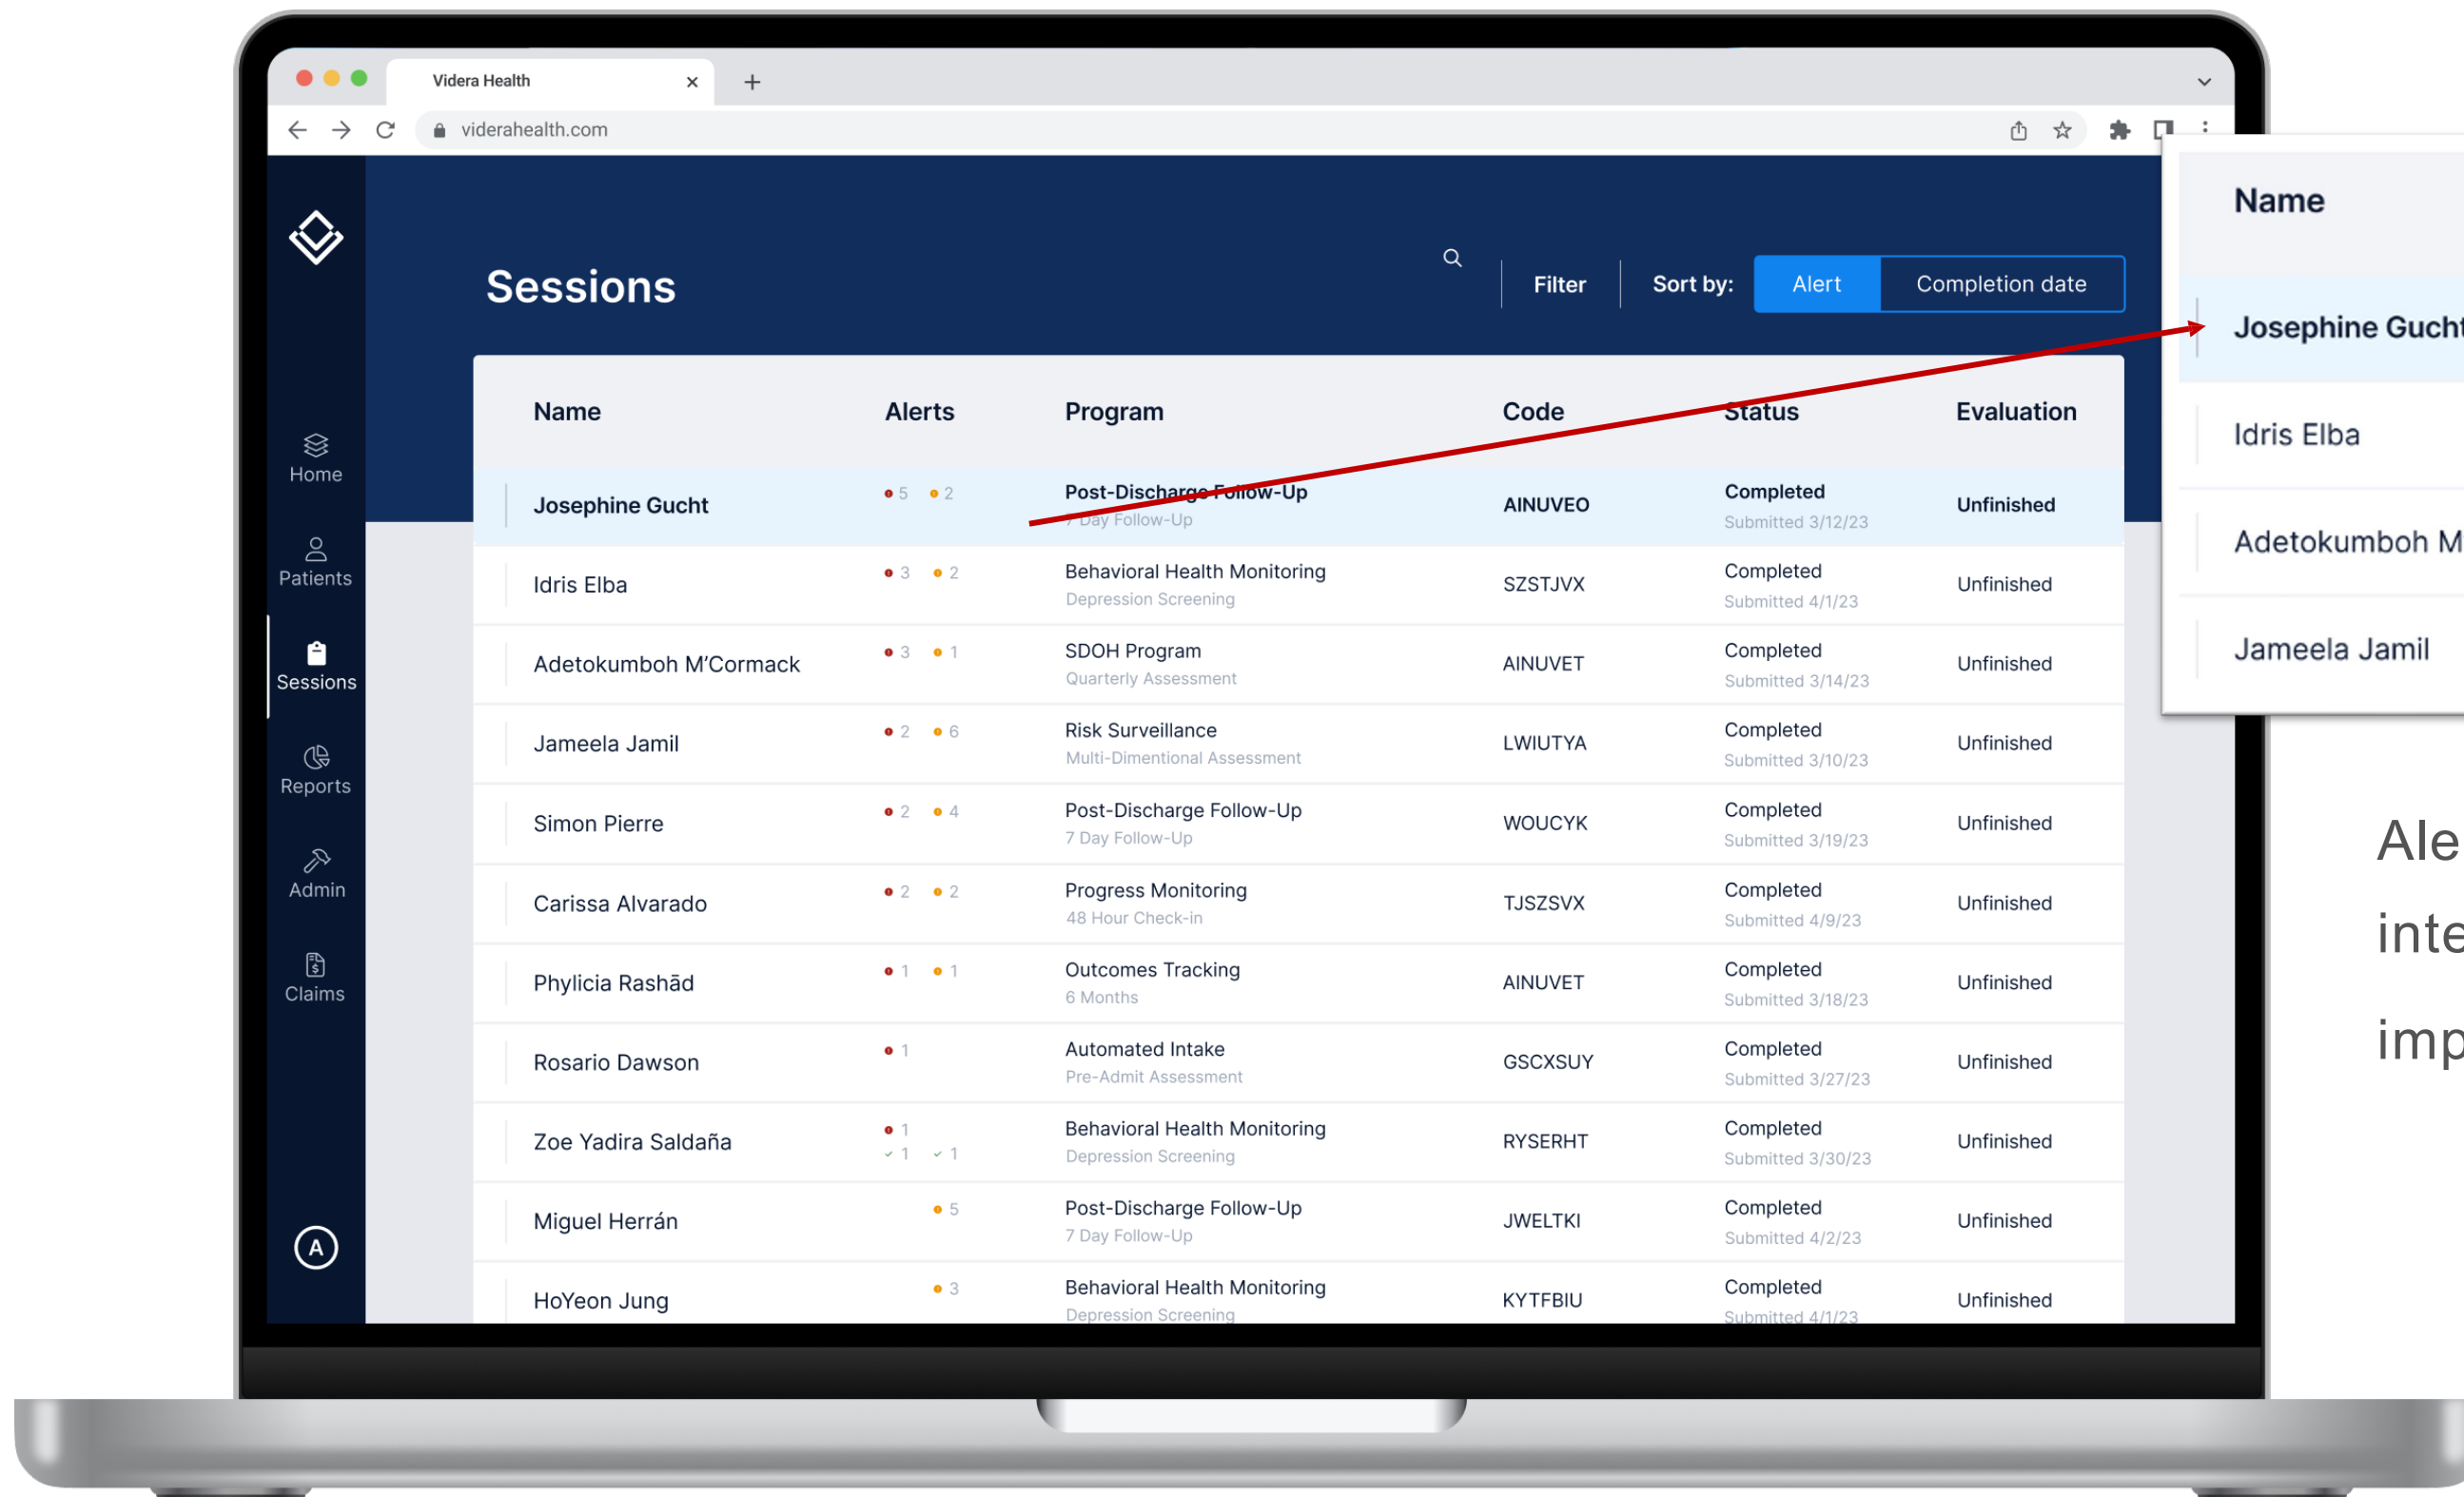 Videra Health
viderahealth.com
Sessions
Filter
Sort by:
Alert
Completion date
Home
Patients
Sessions
Reports
Admin
Claims
A
Name Alerts Program Code Status Evaluation
Josephine Gucht 5 2 Post-Discharge Follow-Up AINUVEO Completed Unfinished
7 Day Follow-Up Submitted 3/12/23
Idris Elba 3 2 Behavioral Health Monitoring SZSTJVX Completed Unfinished
Depression Screening Submitted 4/1/23
Adetokumboh M’Cormack 3 1 SDOH Program AINUVET Completed Unfinished
Quarterly Assessment Submitted 3/14/23
Jameela Jamil 2 6 Risk Surveillance LWIUTYA Completed Unfinished
Multi-Dimentional Assessment Submitted 3/10/23
Simon Pierre 2 4 Post-Discharge Follow-Up WOUCYK Completed Unfinished
7 Day Follow-Up Submitted 3/19/23
Carissa Alvarado 2 2 Progress Monitoring TJSZSVX Completed Unfinished
48 Hour Check-in Submitted 4/9/23
Phylicia Rashād 1 1 Outcomes Tracking AINUVET Completed Unfinished
6 Months Submitted 3/18/23
Rosario Dawson 1 Automated Intake GSCXSUY Completed Unfinished
Pre-Admit Assessment Submitted 3/27/23
Zoe Yadira Saldaña 1 Behavioral Health Monitoring RYSERHT Completed Unfinished
1 1 Depression Screening Submitted 3/30/23
Miguel Herrán 5 Post-Discharge Follow-Up JWELTKI Completed Unfinished
7 Day Follow-Up Submitted 4/2/23
HoYeon Jung 3 Behavioral Health Monitoring KYTFBIU Completed Unfinished
Depression Screening Submitted 4/1/23
Name
Josephine Gucht
Idris Elba
Adetokumboh M
Jameela Jamil